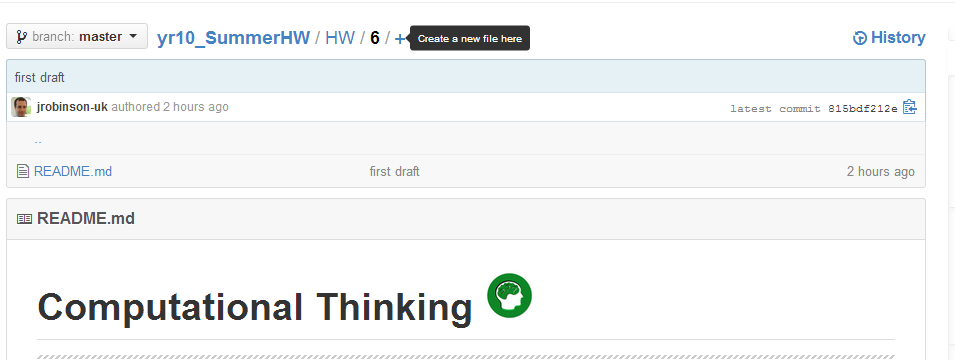 branch: master yr10_SummerHW / HW / 6 / + Create a new file here History
first draft
jrobinson-uk authored 2 hours ago latest commit 815bdf212e
..
README.md first draft 2 hours ago
README.md
Computational Thinking